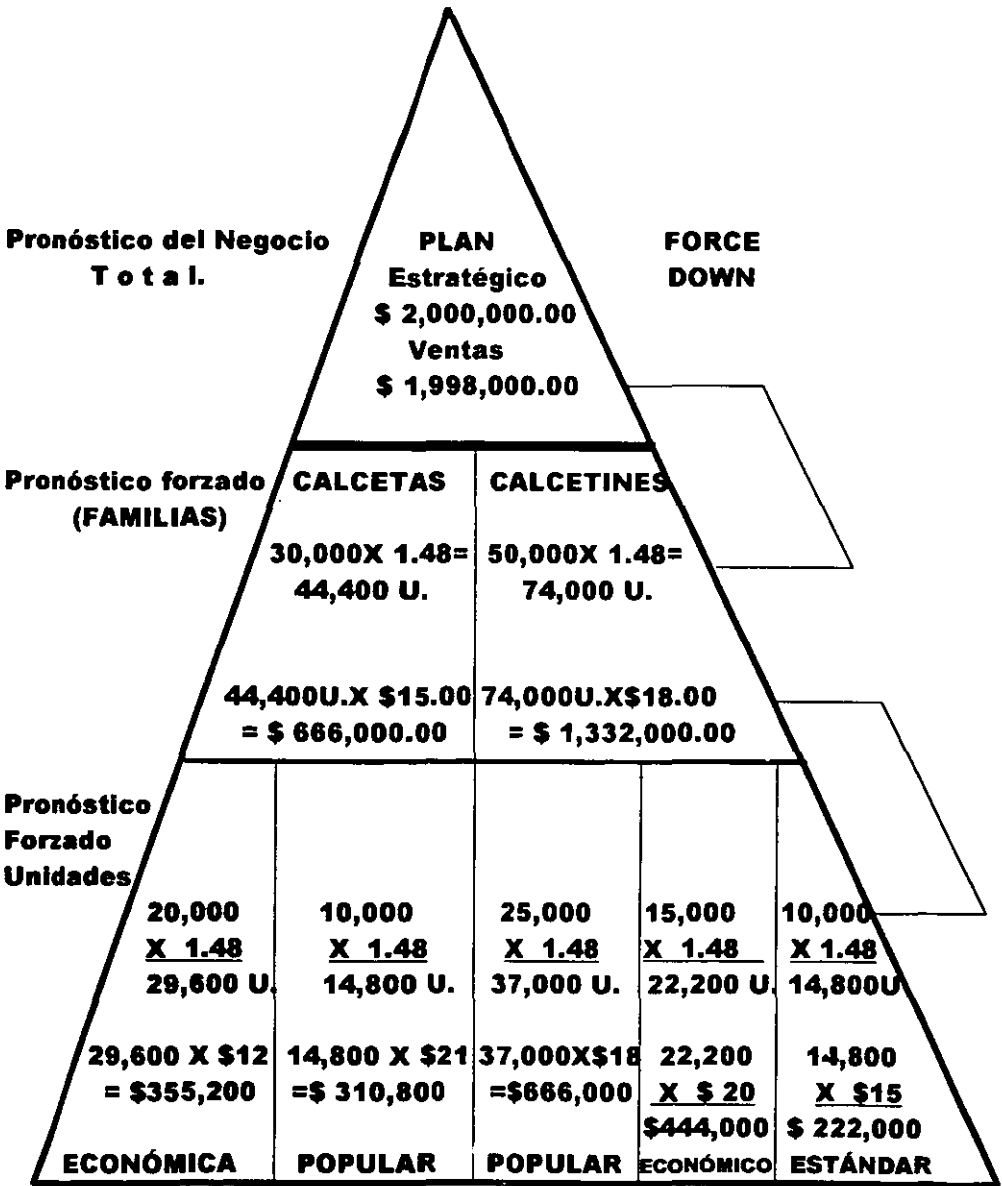 Pronóstico del Negocio
T o t a l.
PLAN
Estratégico
$ 2,000,000.00
Ventas
$ 1,998,000.00
FORCE
DOWN
Pronóstico forzado
(FAMILIAS)
CALCETAS
30,000X 1.48=
44,400 U.
44,400U.X $15.00
= $ 666,000.00
CALCETINES
50,000X 1.48=
74,000 U.
74,000U.X$18.00
= $ 1,332,000.00
Pronóstico
Forzado
Unidades
20,000
X 1.48
29,600 U.
29,600 X $12
= $355,200
ECONÓMICA
10,000
X 1.48
14,800 U.
14,800 X $21
=$ 310,800
POPULAR
25,000
X 1.48
37,000 U.
37,000X$18
=$666,000
POPULAR
15,000
X 1.48
22,200 U.
22,200
X $ 20
$444,000
ECONÓMICO
10,000
X 1.48
14,800U
14,800
X $15
$ 222,000
ESTÁNDAR